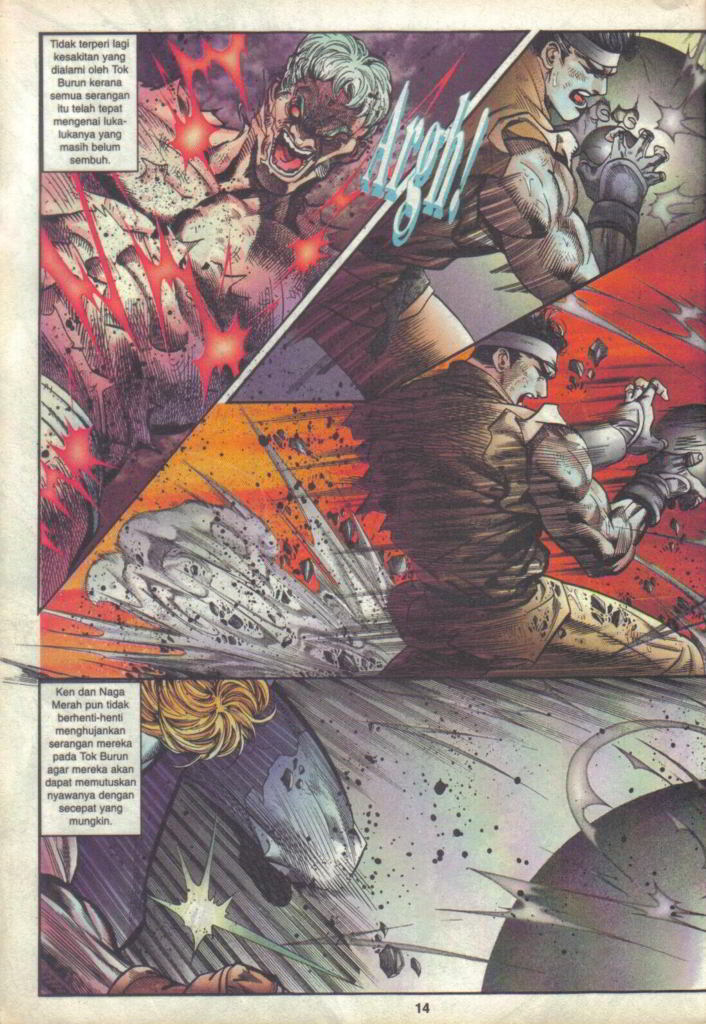 Tidak terperi lagi
kesakitan yang
dialami oleh Tok
Burun kerana
semua serangan
itu telah tepat
mengenai luka-
lukanya yang
masih belum
sembuh.
Argh!
Ken dan Naga
Merah pun tidak
berhenti-henti
menghujankan
serangan mereka
pada Tok Burun
agar mereka akan
dapat memutuskan
nyawanya dengan
secepat yang
mungkin.
14